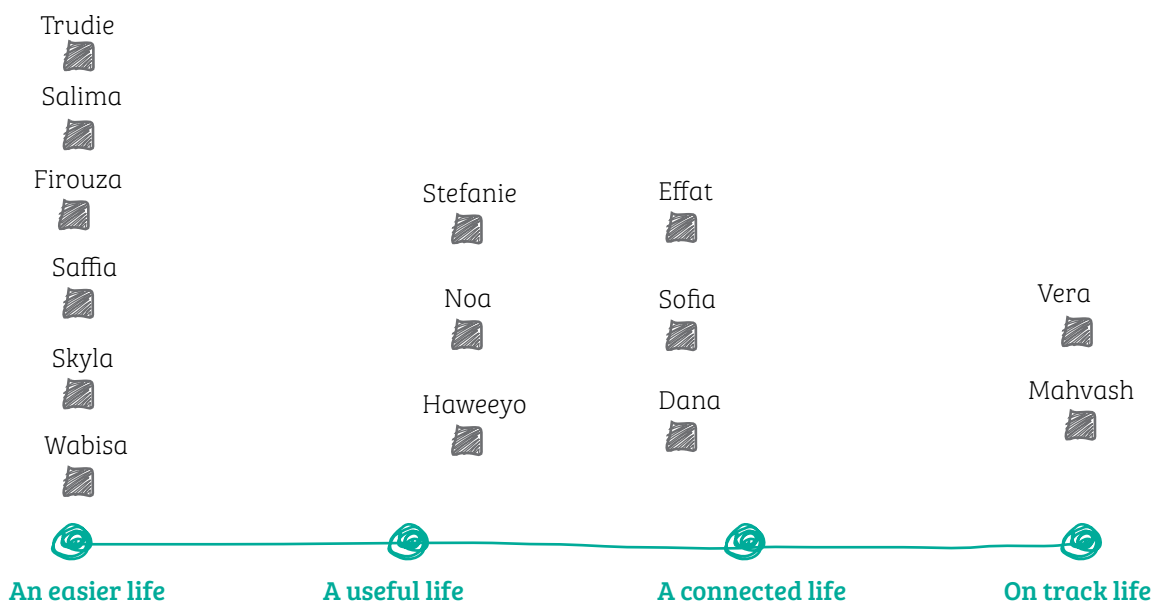 Trudie
Salima
Firouza
Saffia
Skyla
Wabisa
Stefanie
Noa
Haweeyo
Effat
Sofia
Dana
Vera
Mahvash
An easier life
A useful life
A connected life
On track life